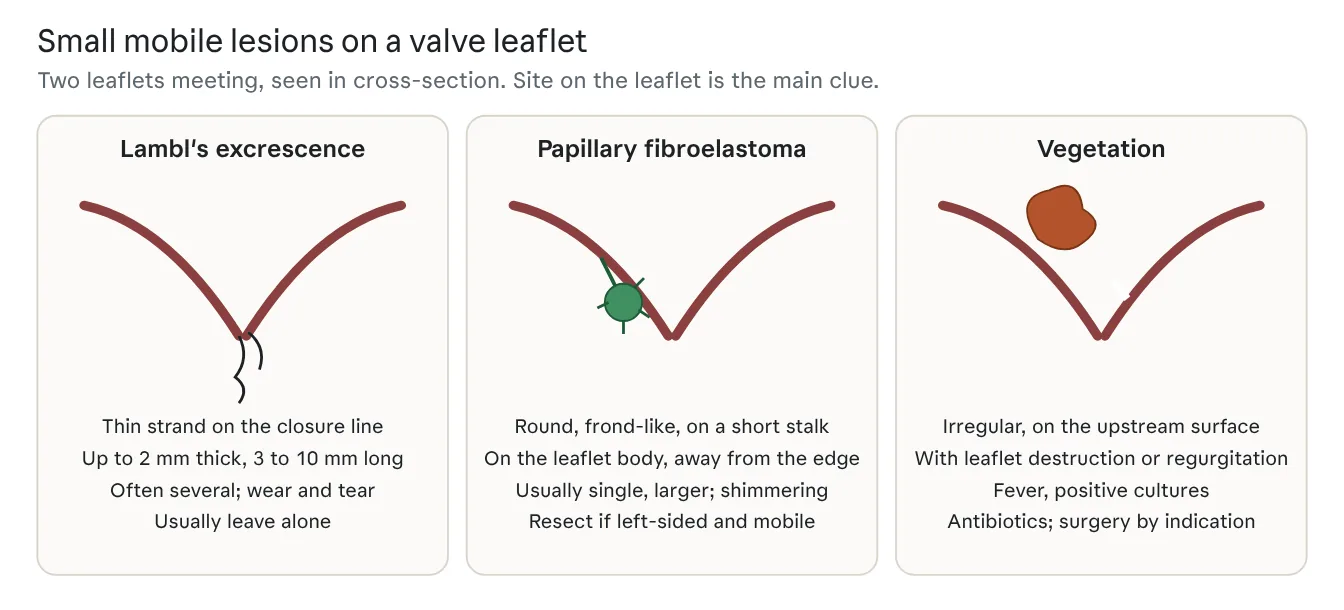 Small mobile lesions on a valve leaflet
Two leaflets meeting, seen in cross-section. Site on the leaflet is the main clue.
Lambl's excrescence
Thin strand on the closure line
Up to 2 mm thick, 3 to 10 mm long
Often several; wear and tear
Usually leave alone
Papillary fibroelastoma
Round, frond-like, on a short stalk
On the leaflet body, away from the edge
Usually single, larger; shimmering
Resect if left-sided and mobile
Vegetation
Irregular, on the upstream surface
With leaflet destruction or regurgitation
Fever, positive cultures
Antibiotics; surgery by indication